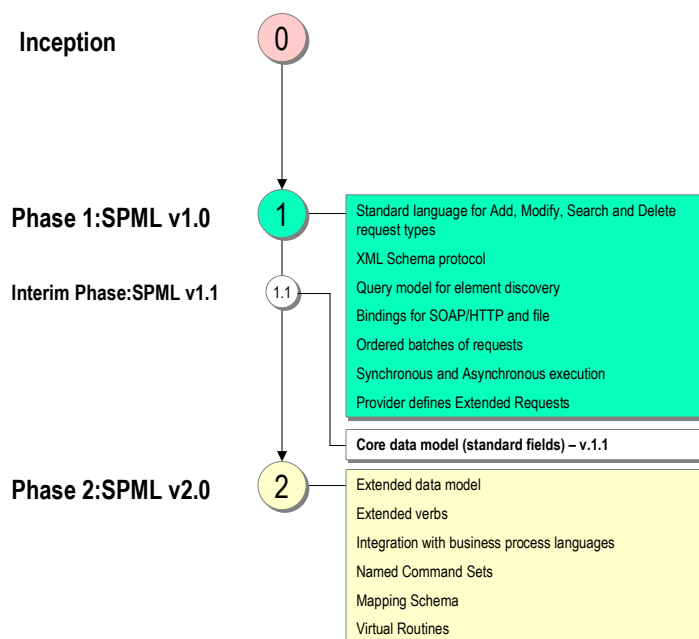 Inception
0
Phase 1:SPML v1.0
1
Standard language for Add, Modify, Search and Delete
request types
XML Schema protocol
Interim Phase:SPML v1.1
1.1
Query model for element discovery
Bindings for SOAP/HTTP and file
Ordered batches of requests
Synchronous and Asynchronous execution
Provider defines Extended Requests
Core data model (standard fields) – v.1.1
Phase 2:SPML v2.0
2
Extended data model
Extended verbs
Integration with business process languages
Named Command Sets
Mapping Schema
Virtual Routines